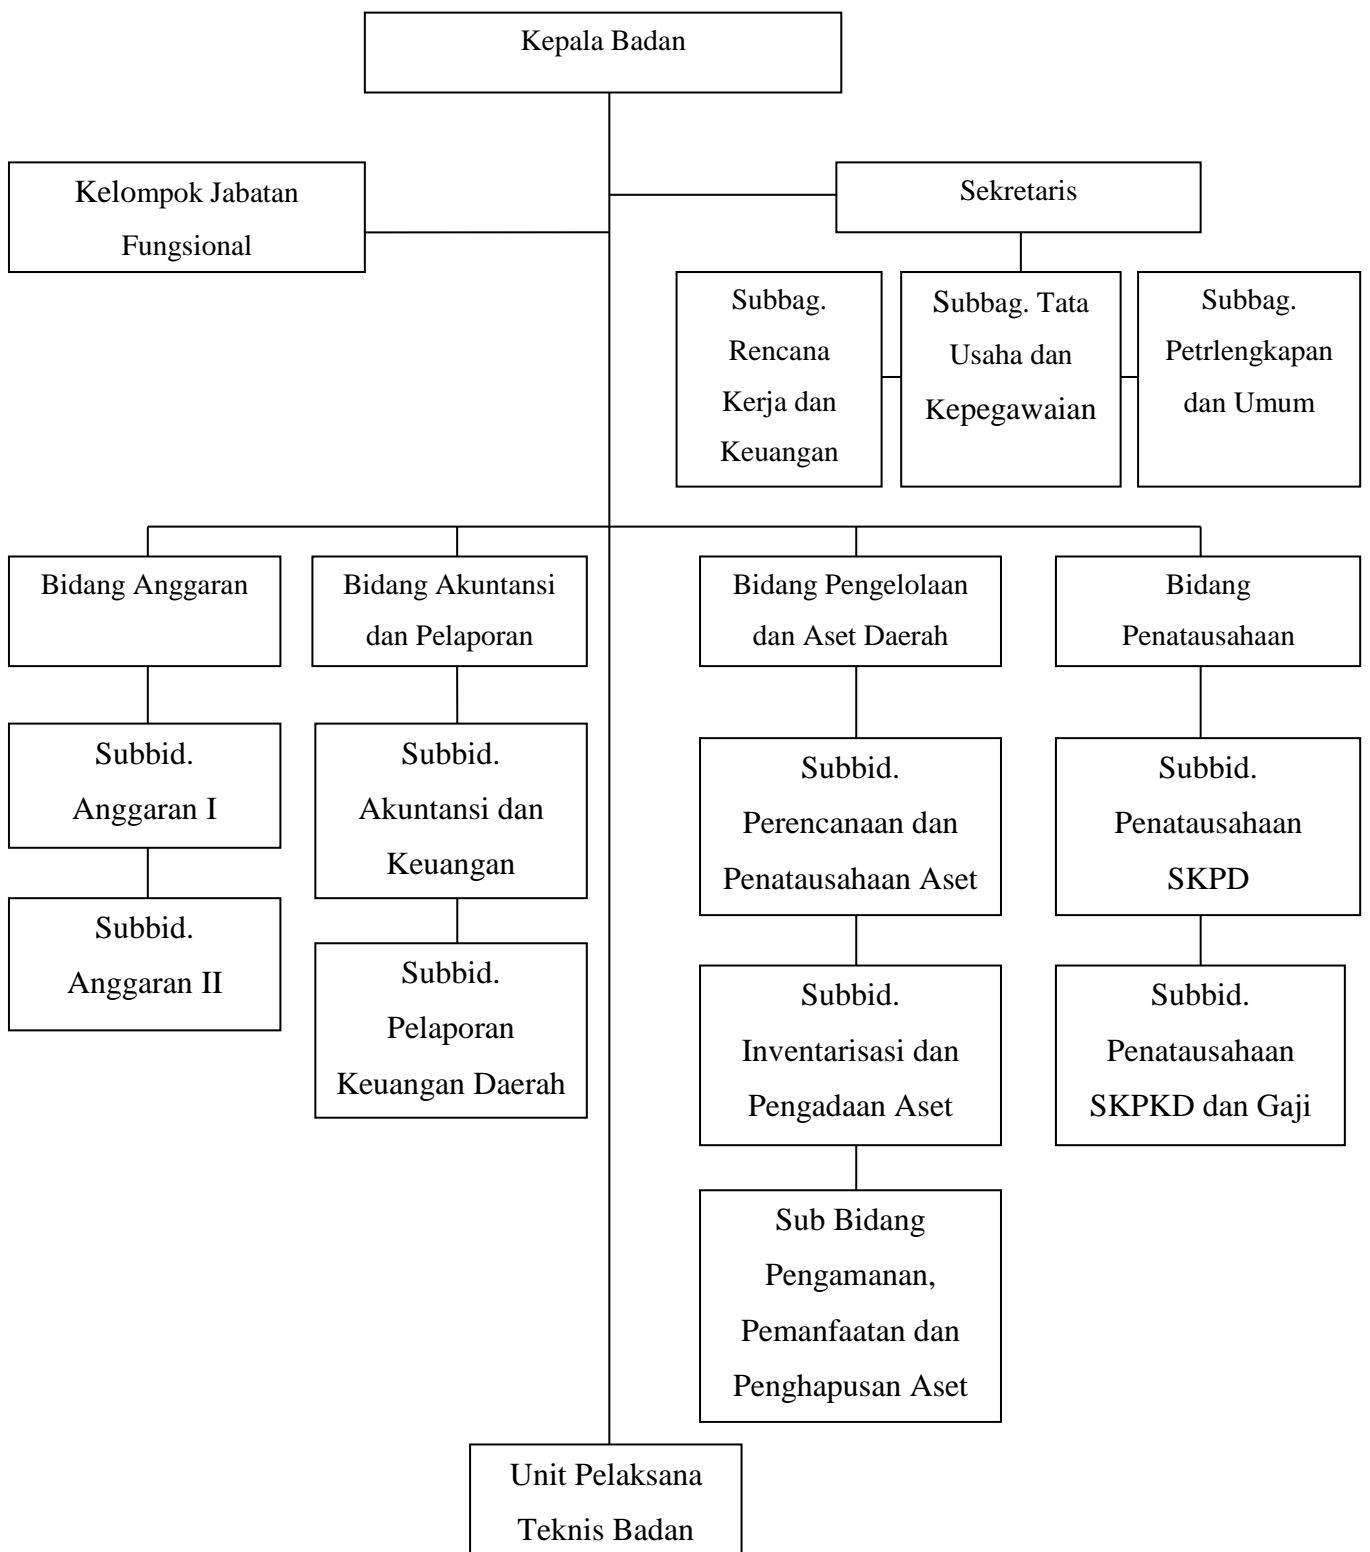 Kepala Badan
Kelompok Jabatan
Fungsional
Sekretaris
Subbag.
Rencana
Kerja dan
Keuangan
Subbag. Tata
Usaha dan
Kepegawaian
Subbag.
Petrlengkapan
dan Umum
Bidang Anggaran
Bidang Akuntansi
dan Pelaporan
Bidang Pengelolaan
dan Aset Daerah
Bidang
Penatausahaan
Subbid.
Anggaran I
Subbid.
Anggaran II
Subbid.
Akuntansi dan
Keuangan
Subbid.
Pelaporan
Keuangan Daerah
Subbid.
Perencanaan dan
Penatausahaan Aset
Subbid.
Inventarisasi dan
Pengadaan Aset
Sub Bidang
Pengamanan,
Pemanfaatan dan
Penghapusan Aset
Subbid.
Penatausahaan
SKPD
Subbid.
Penatausahaan
SKPKD dan Gaji
Unit Pelaksana
Teknis Badan